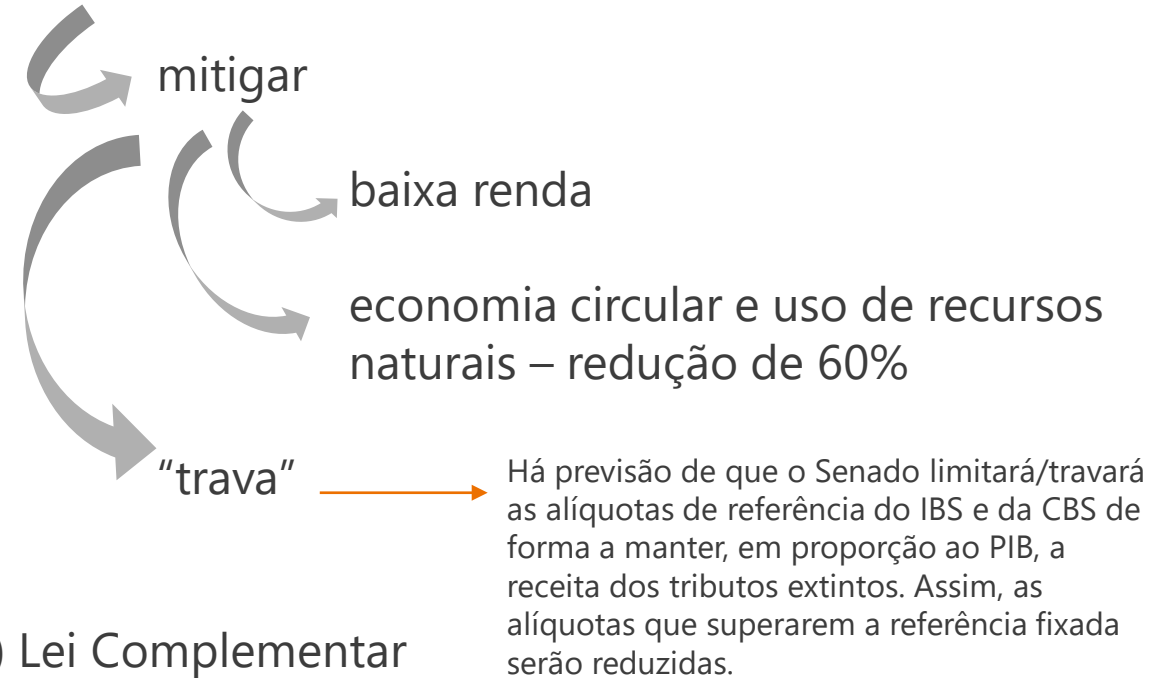 mitigar
baixa renda
economia circular e uso de recursos
naturais – redução de 60%
“trava”
Há previsão de que o Senado limitará/travará
as alíquotas de referência do IBS e da CBS de
forma a manter, em proporção ao PIB, a
receita dos tributos extintos. Assim, as
alíquotas que superarem a referência fixada
serão reduzidas.
) Lei Complementar